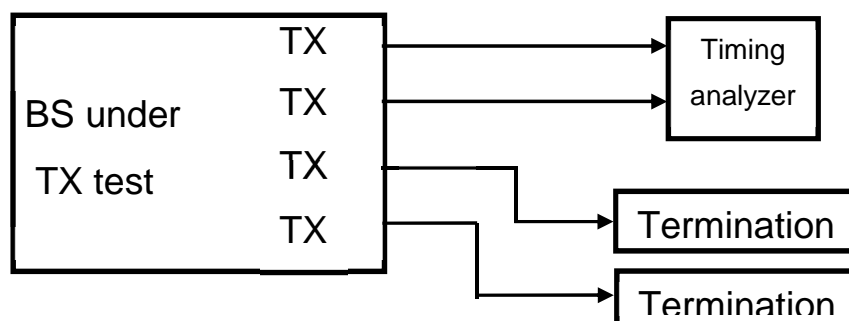 TX
TX
TX
TX
BS under
TX test
Timing
analyzer
Termination
Termination